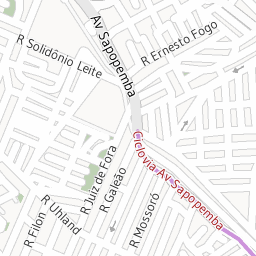 Av Sapopemba
R Ernesto Fogo
R Solidônio Leite
Ciclovia Av Sapopemba
R Juiz de Fora
R Galeão
R Mossoró
R Uhland
R Filon